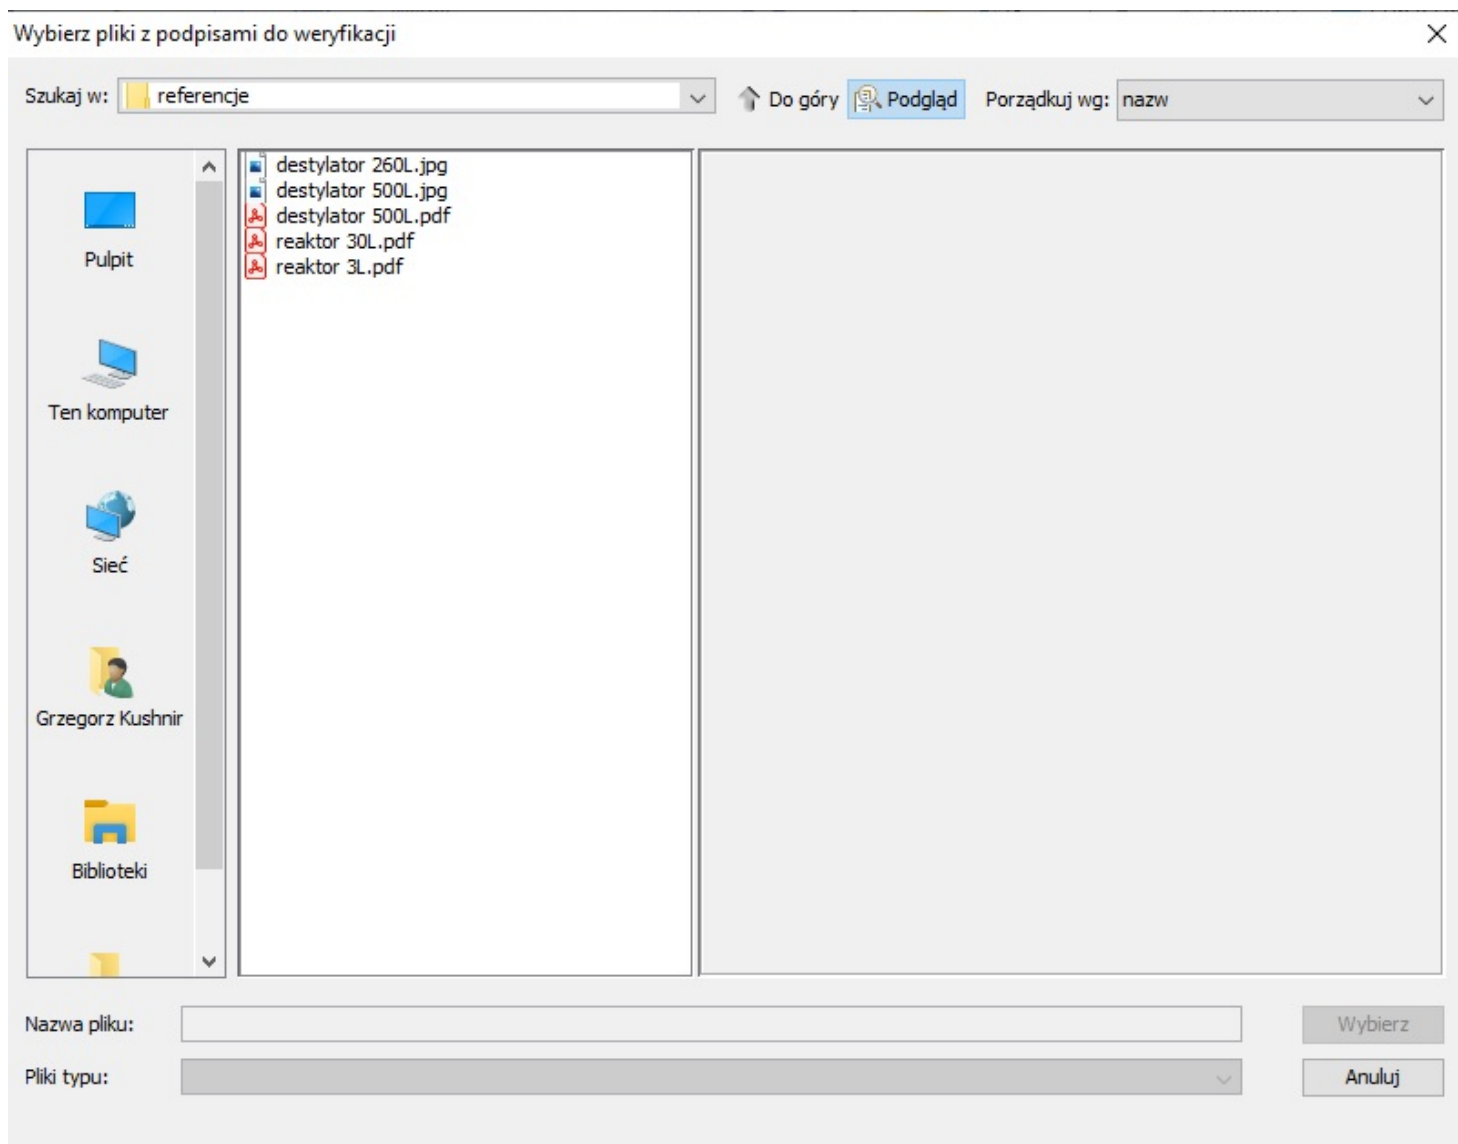 Wybierz pliki z podpisami do weryfikacji
Szukaj w: referencje Do góry Podgląd Porządkuj wg: nazw
destylator 260L.jpg
destylator 500L.jpg
destylator 500L.pdf
reaktor 30L.pdf
reaktor 3L.pdf
Pulpit
Ten komputer
Sieć
Grzegorz Kushnir
Biblioteki
Nazwa pliku: Wybierz
Pliki typu: Anuluj